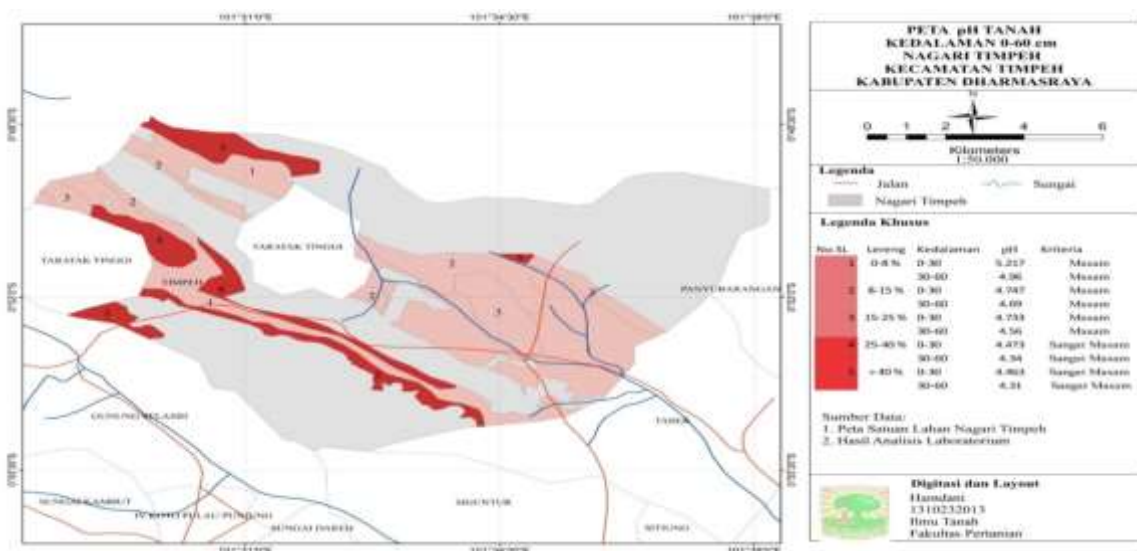 PETA pH TANAH
KEDALAMAN 0-60 cm
NAGARI TIMPEH
KECAMATAN TIMPEH
KABUPATEN DHARMASRAYA
N
0 1 2 4 6
Kilometers
1:50.000
Legenda
Jalan Sungai
Nagari Timpeh
Legenda Khusus
No SL Lereng Kedalaman pH Kriteria
1 0-8 % 0-30 5.217 Masam
30-60 4.96 Masam
2 8-15 % 0-30 4.747 Masam
30-60 4.69 Masam
3 15-25 % 0-30 4.733 Masam
30-60 4.56 Masam
4 25-40 % 0-30 4.473 Sangat Masam
30-60 4.34 Sangat Masam
5 0-30 4.463 Sangat Masam
30-60 4.31 Sangat Masam
Sumber Data:
1. Peta Satuan Lahan Nagari Timpeh
2. Hasil Analisis Laboratorium
Digitasi dan Layout
Hamdani
1310232013
Ilmu Tanah
Fakultas Pertanian
TARATAK TINGGI
TARATAK TINGGI
TIMPEH
PANYUBARANGAN
GUNUNG SELASIH
TABEK
SUNGAI KAMBUT
IV KOTO PULAU PUNJUNG
SUNGAI DAREH
SIGUNTUR
SITIUNG